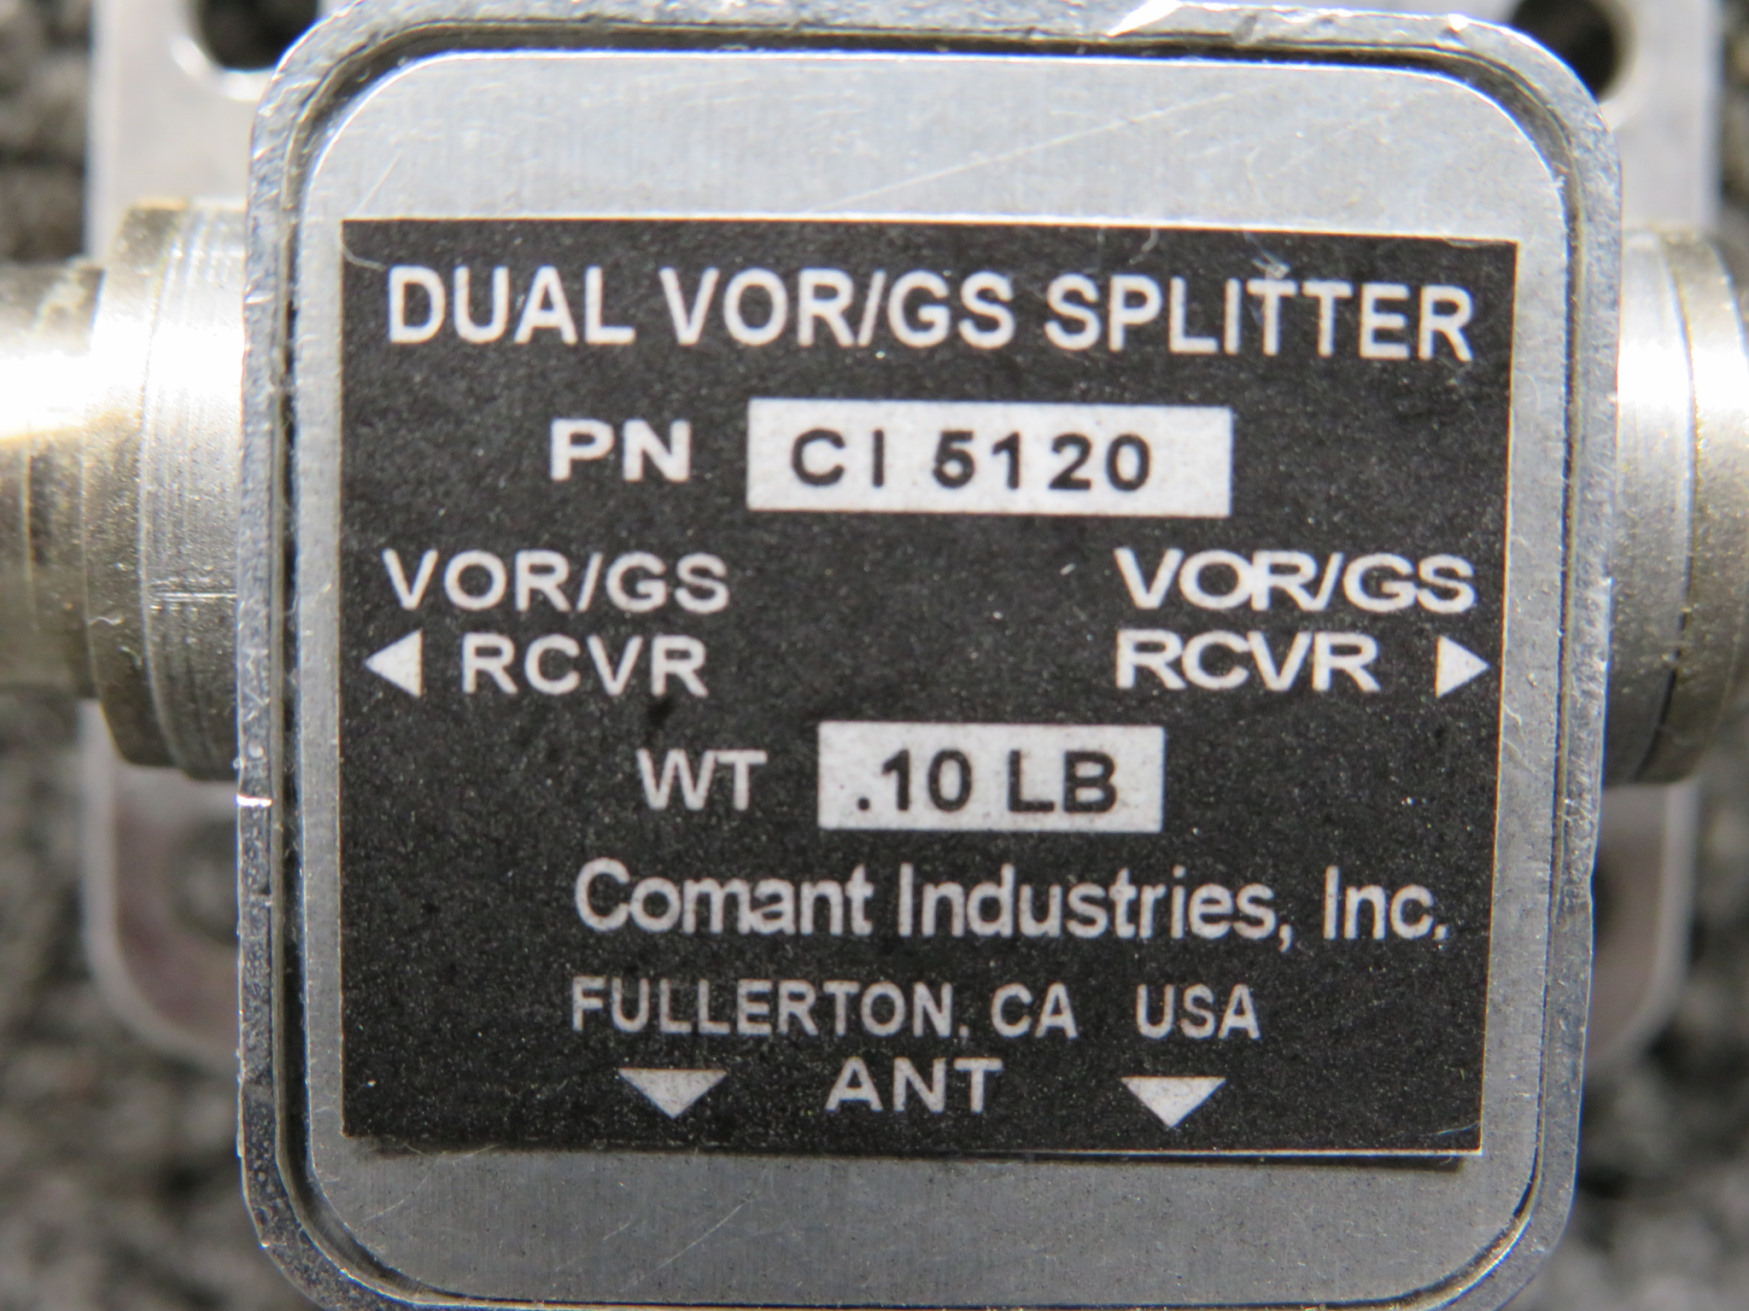 DUAL VOR/GS SPLITTER
PN CI 5120
VOR/GS VOR/GS
RCVR RCVR
WT .10 LB
Comant Industries, Inc.
FULLERTON, CA USA
ANT